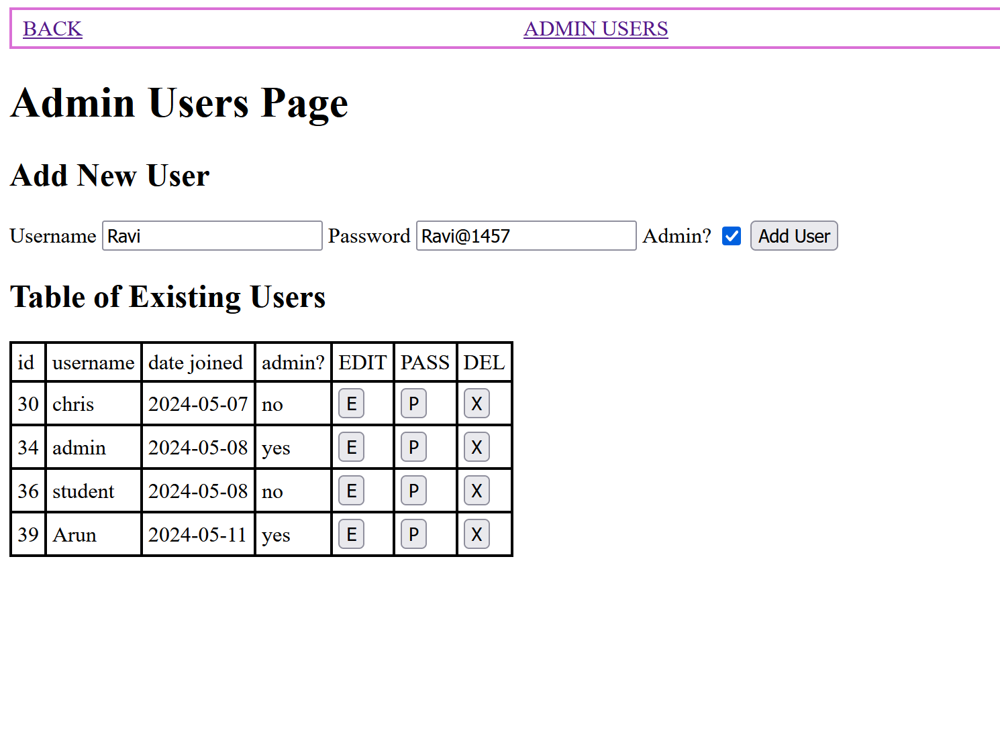 BACK ADMIN USERS
Admin Users Page
Add New User
Username Ravi Password Ravi@1457 Admin? Add User
Table of Existing Users
id username date joined admin? EDIT PASS DEL
30 chris 2024-05-07 no E P X
34 admin 2024-05-08 yes E P X
36 student 2024-05-08 no E P X
39 Arun 2024-05-11 yes E P X